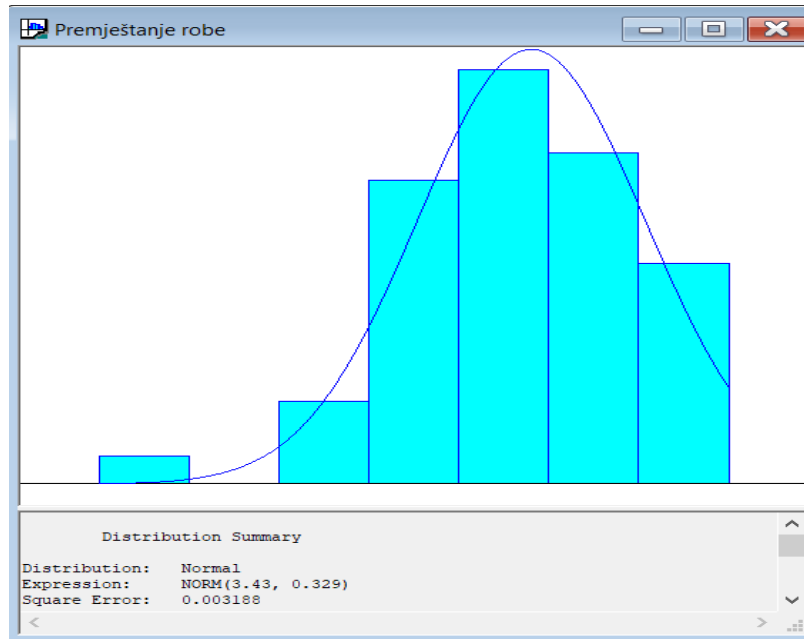 Premještanje robe
Distribution Summary
Distribution: Normal
Expression: NORM(3.43, 0.329)
Square Error: 0.003188